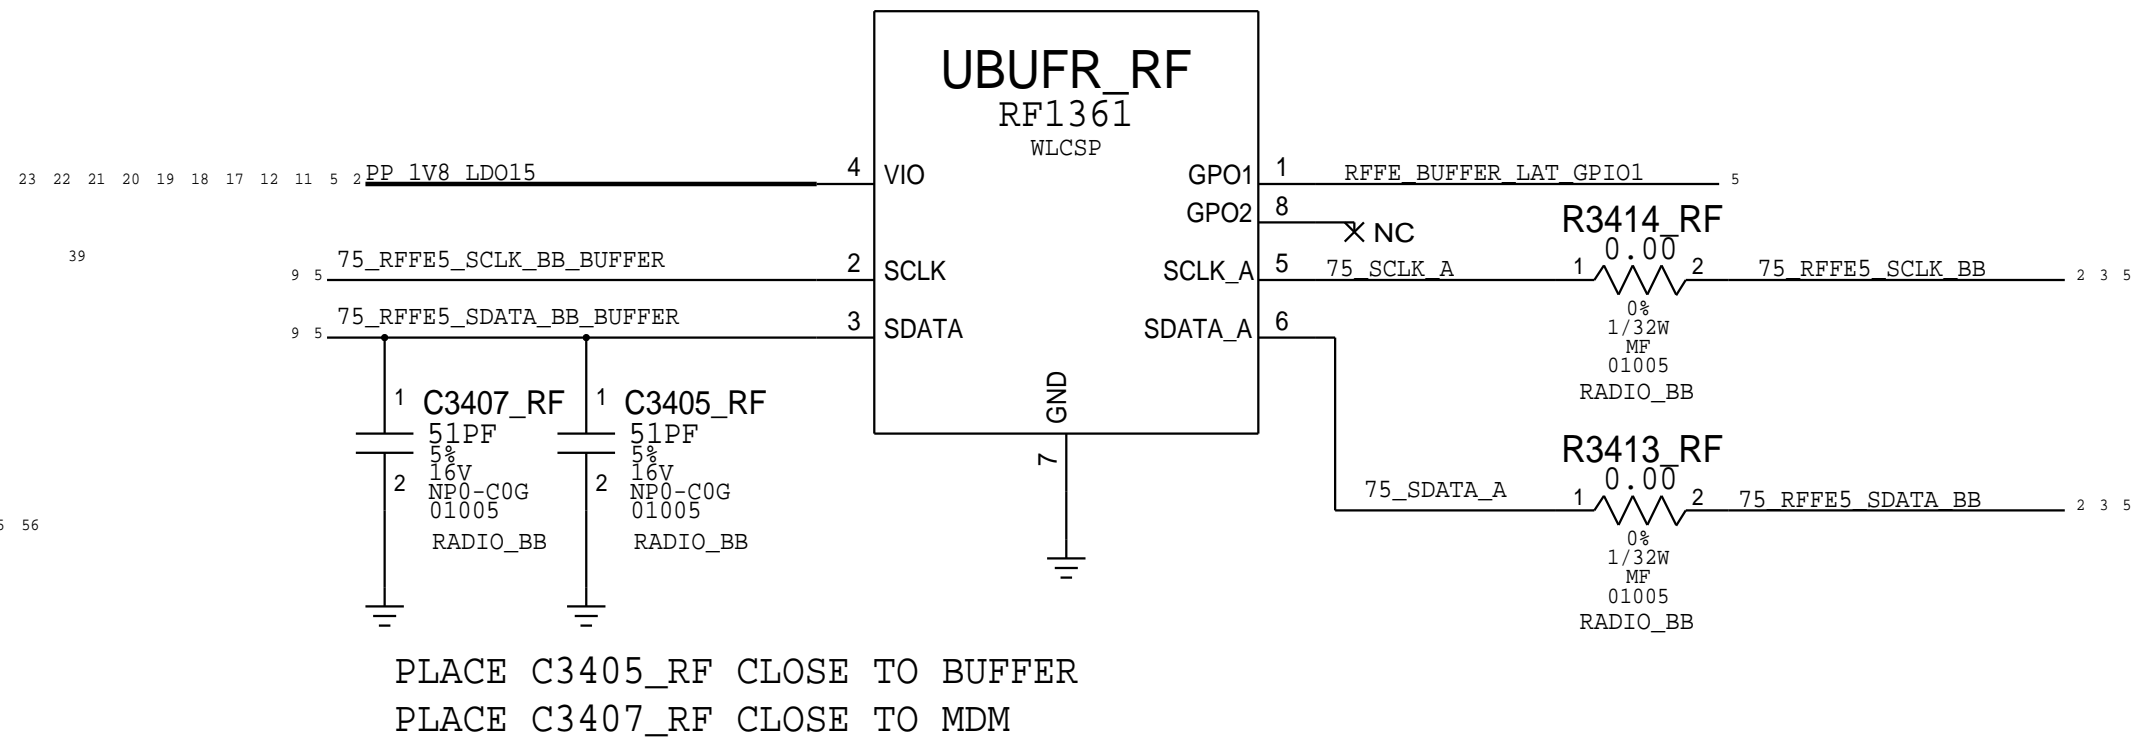 UBUFR_RF
RF1361
WLCSP
23 22 21 20 19 18 17 12 11 5 2 PP_1V8_LDO15
4 VIO
GPO1 1 RFFE_BUFFER_LAT_GPIO1 5
GPO2 8
NC
39
9 5 75_RFFE5_SCLK_BB_BUFFER
2 SCLK
SCLK_A 5 75_SCLK_A
R3414_RF
0.00
1 2 75_RFFE5_SCLK_BB 2 3 5
0%
1/32W
MF
01005
RADIO_BB
9 5 75_RFFE5_SDATA_BB_BUFFER
3 SDATA
SDATA_A 6
GND
7
1 C3407_RF
51PF
5%
16V
2 NP0-C0G
01005
RADIO_BB
1 C3405_RF
51PF
5%
16V
2 NP0-C0G
01005
RADIO_BB
R3413_RF
0.00
75_SDATA_A 1 2 75_RFFE5_SDATA_BB 2 3 5
0%
1/32W
MF
01005
RADIO_BB
56
PLACE C3405_RF CLOSE TO BUFFER
PLACE C3407_RF CLOSE TO MDM